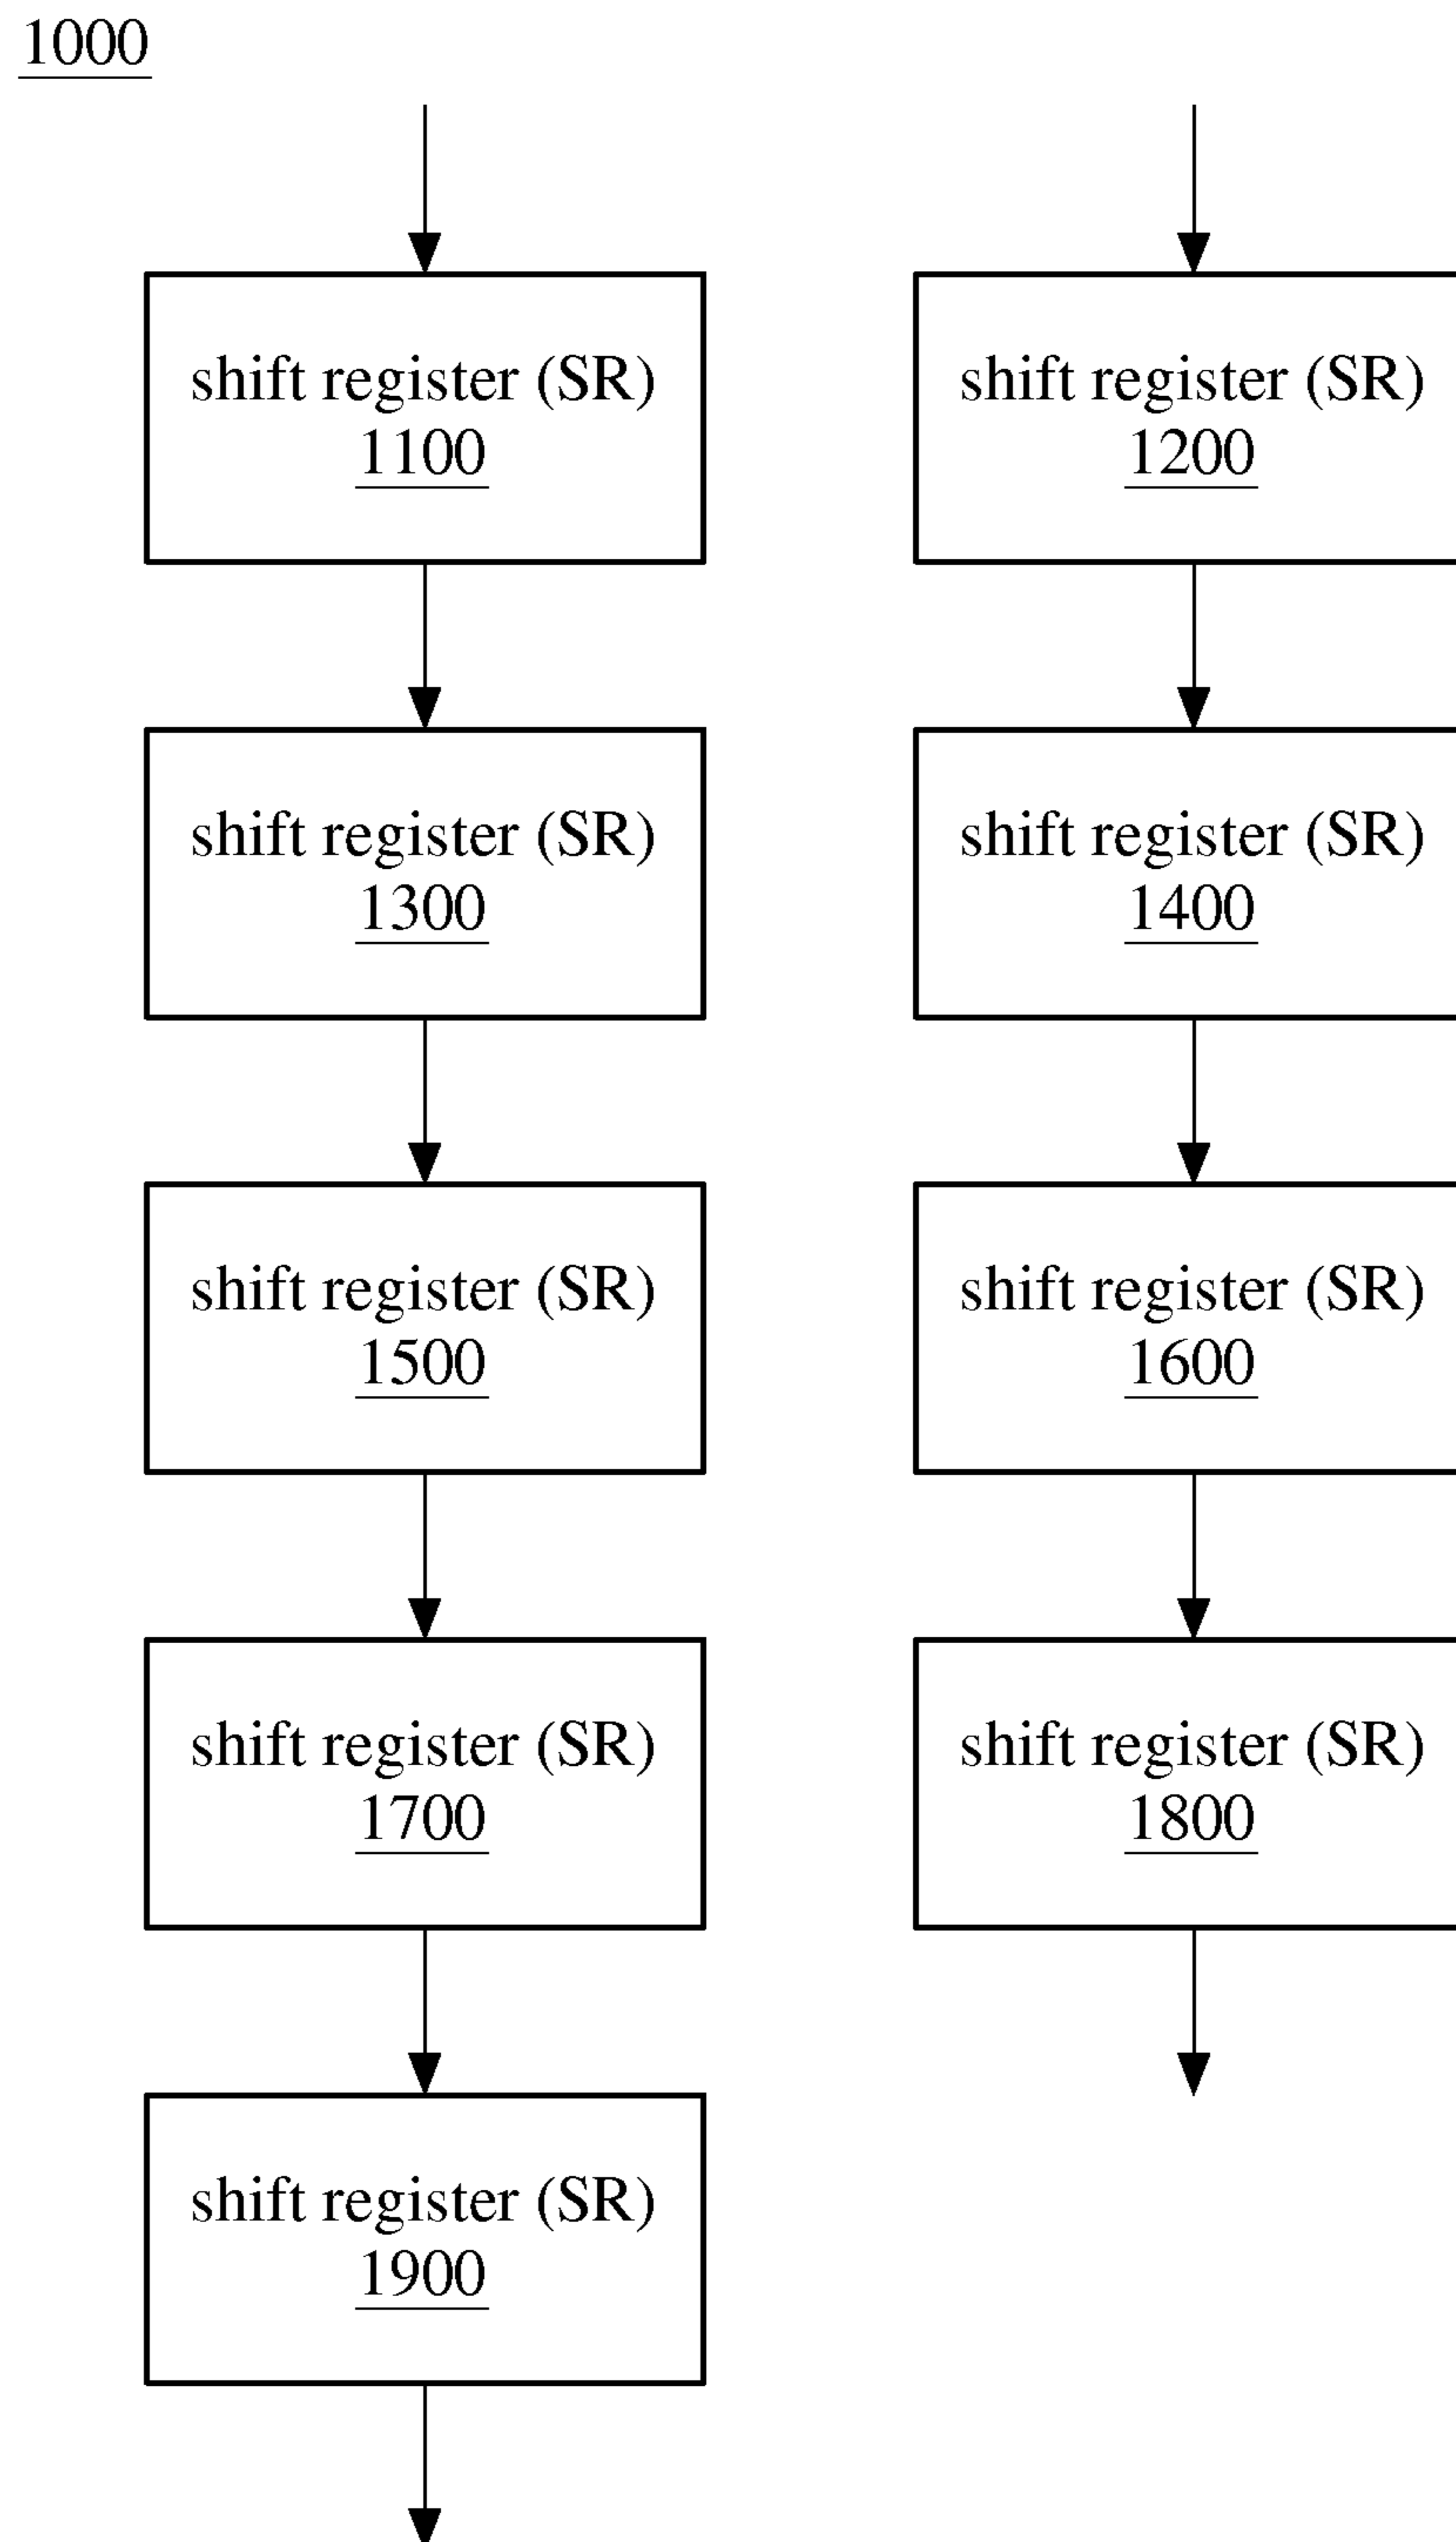 1000
shift register (SR)
1100
shift register (SR)
1200
shift register (SR)
1300
shift register (SR)
1400
shift register (SR)
1500
shift register (SR)
1600
shift register (SR)
1700
shift register (SR)
1800
shift register (SR)
1900